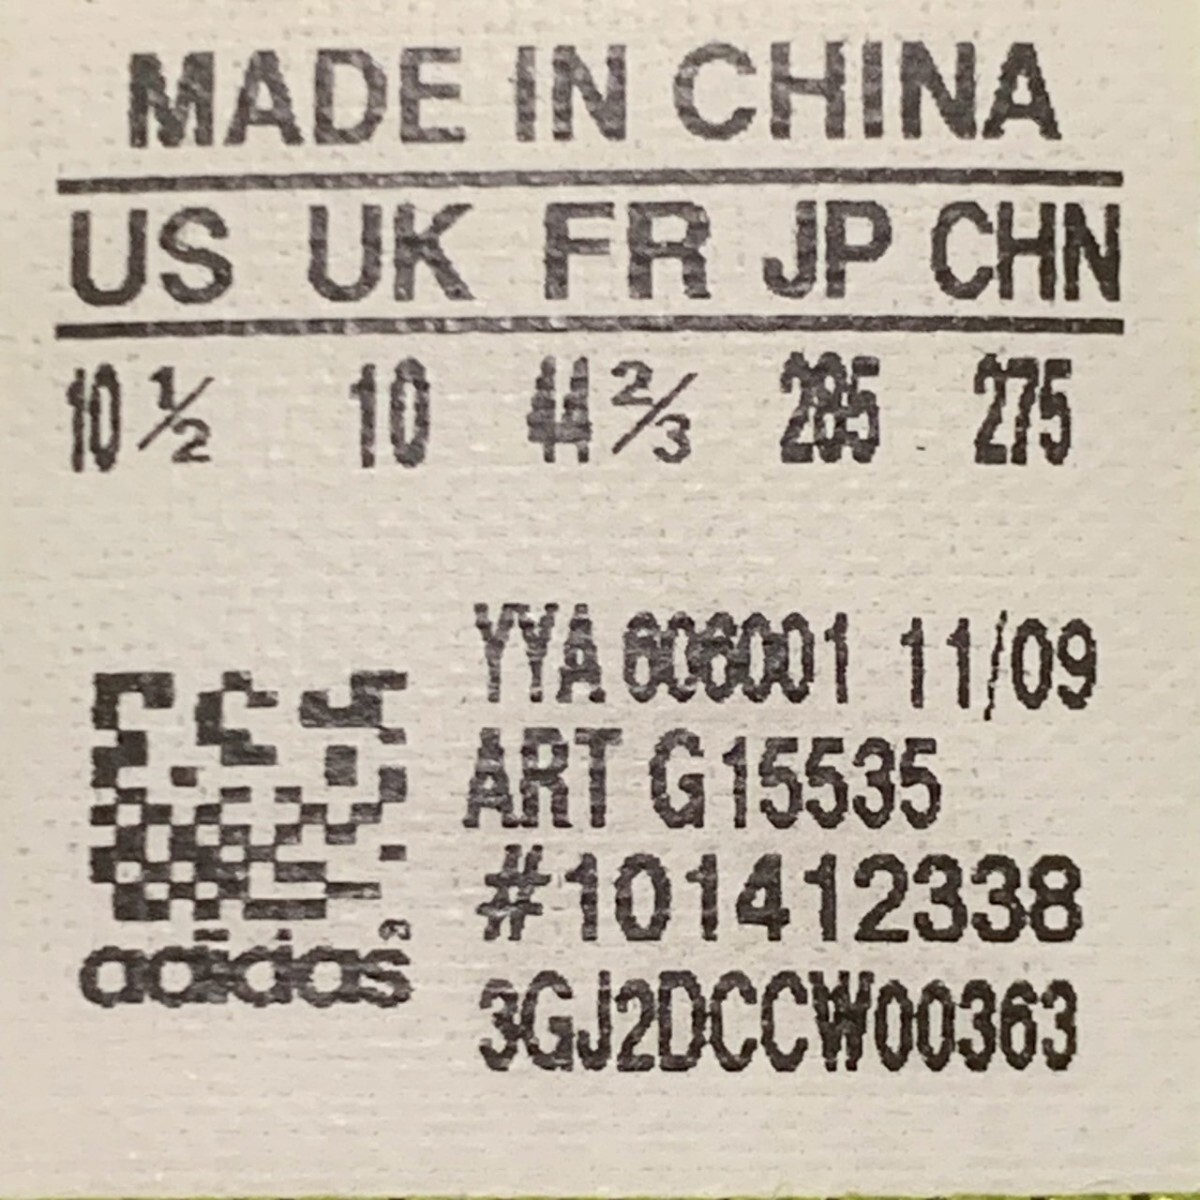 MADE IN CHINA
US UK FR JP CHN
10 ½ 10 44 ⅔ 285 275
YYA 606001 11/09
ART G15535
#101412338
adidas 3GJ2DCCW00363